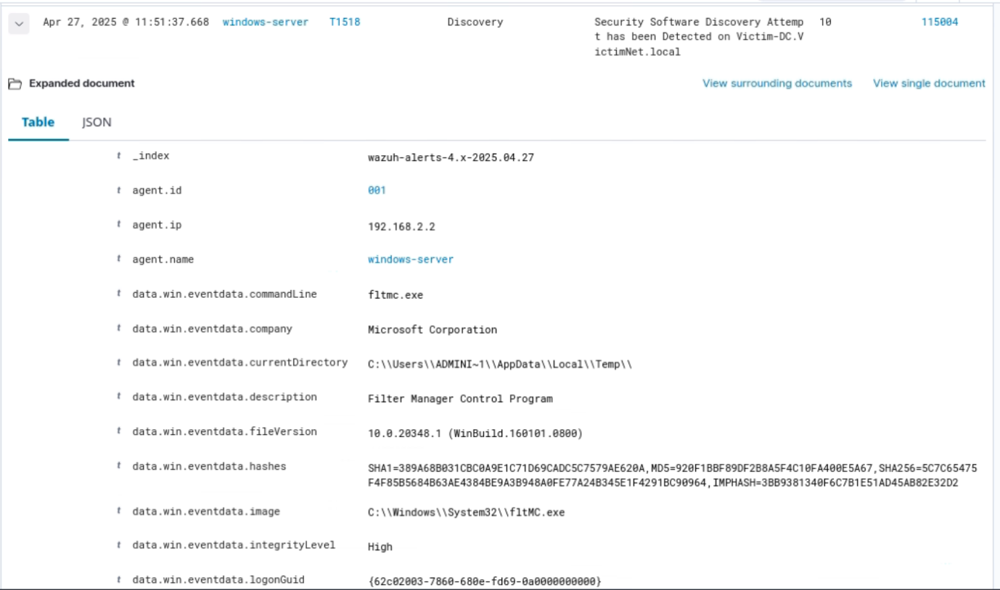 Apr 27, 2025 @ 11:51:37.668 windows-server T1518 Discovery Security Software Discovery Attemp 10 115004
t has been Detected on Victim-DC.V
ictimNet.local
Expanded document View surrounding documents View single document
Table JSON
t _index wazuh-alerts-4.x-2025.04.27
t agent.id 001
t agent.ip 192.168.2.2
t agent.name windows-server
t data.win.eventdata.commandLine fltmc.exe
t data.win.eventdata.company Microsoft Corporation
t data.win.eventdata.currentDirectory C:\\Users\\ADMINI~1\\AppData\\Local\\Temp\\
t data.win.eventdata.description Filter Manager Control Program
t data.win.eventdata.fileVersion 10.0.20348.1 (WinBuild.160101.0800)
t data.win.eventdata.hashes SHA1=389A68B031CBC0A9E1C71D69CADC5C7579AE620A,MD5=920F1BBF89DF2B8A5F4C10FA400E5A67,SHA256=5C7C65475
F4F85B5684B63AE4384BE9A3B948A0FE77A24B345E1F4291BC90964,IMPHASH=3BB9381340F6C7B1E51AD45AB82E32D2
t data.win.eventdata.image C:\\Windows\\System32\\fltMC.exe
t data.win.eventdata.integrityLevel High
t data.win.eventdata.logonGuid {62c02003-7860-680e-fd69-0a0000000000}